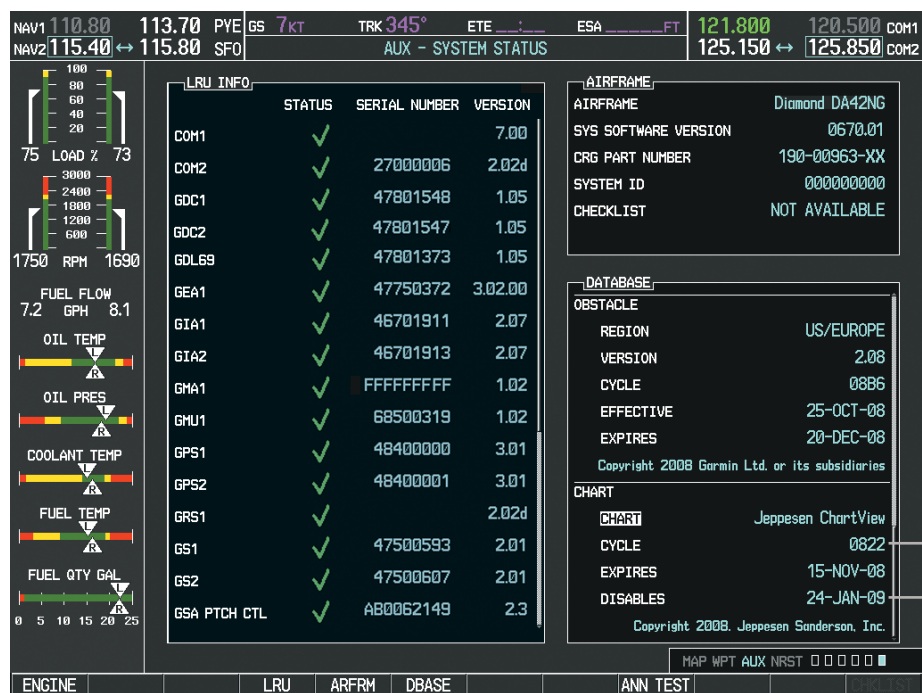 NAV1 110.80 113.70 PYE GS 7KT TRK 345° ETE __:__ ESA _____FT 121.800 120.500 COM1
NAV2 115.40 ↔ 115.80 SFO AUX - SYSTEM STATUS 125.150 ↔ 125.850 COM2
100
80
60
40
20
75 LOAD % 73
3000
2400
1800
1200
600
1750 RPM 1690
FUEL FLOW
7.2 GPH 8.1
OIL TEMP
L
R
OIL PRES
L
R
COOLANT TEMP
L
R
FUEL TEMP
L
R
FUEL QTY GAL
L
R
0 5 10 15 20 25
LRU INFO
STATUS SERIAL NUMBER VERSION
COM1 ✓ 7.00
COM2 ✓ 27000006 2.02d
GDC1 ✓ 47801548 1.05
GDC2 ✓ 47801547 1.05
GDL69 ✓ 47801373 1.05
GEA1 ✓ 47750372 3.02.00
GIA1 ✓ 46701911 2.07
GIA2 ✓ 46701913 2.07
GMA1 ✓ FFFFFFFFF 1.02
GMU1 ✓ 68500319 1.02
GPS1 ✓ 48400000 3.01
GPS2 ✓ 48400001 3.01
GRS1 ✓ 2.02d
GS1 ✓ 47500593 2.01
GS2 ✓ 47500607 2.01
GSA PTCH CTL ✓ AB0062149 2.3
AIRFRAME
AIRFRAME Diamond DA42NG
SYS SOFTWARE VERSION 0670.01
CRG PART NUMBER 190-00963-XX
SYSTEM ID 000000000
CHECKLIST NOT AVAILABLE
DATABASE
OBSTACLE
REGION US/EUROPE
VERSION 2.08
CYCLE 08B6
EFFECTIVE 25-OCT-08
EXPIRES 20-DEC-08
Copyright 2008 Garmin Ltd. or its subsidiaries
CHART
CHART Jeppesen ChartView
CYCLE 0822
EXPIRES 15-NOV-08
DISABLES 24-JAN-09
Copyright 2008. Jeppesen Sanderson, Inc.
MAP WPT AUX NRST
ENGINE LRU ARFRM DBASE ANN TEST CHKLIST